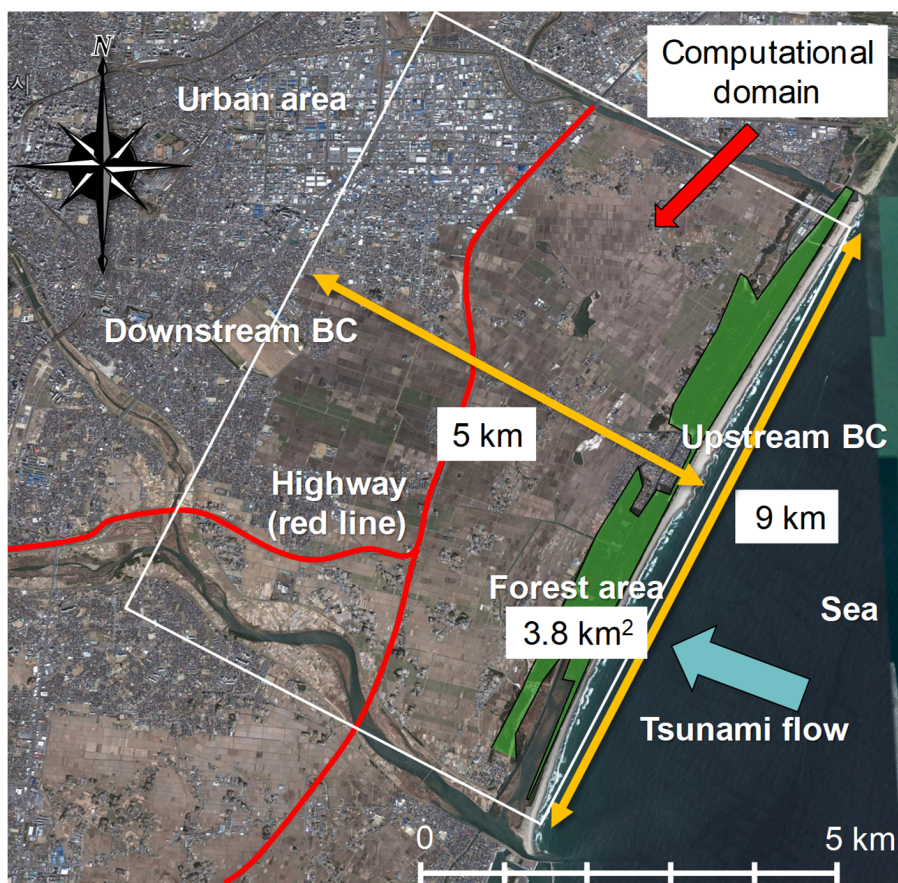 N
시
Urban area
Computational
domain
Downstream BC
5 km
Upstream BC
Highway
(red line)
9 km
Forest area
3.8 km²
Sea
Tsunami flow
0
5 km